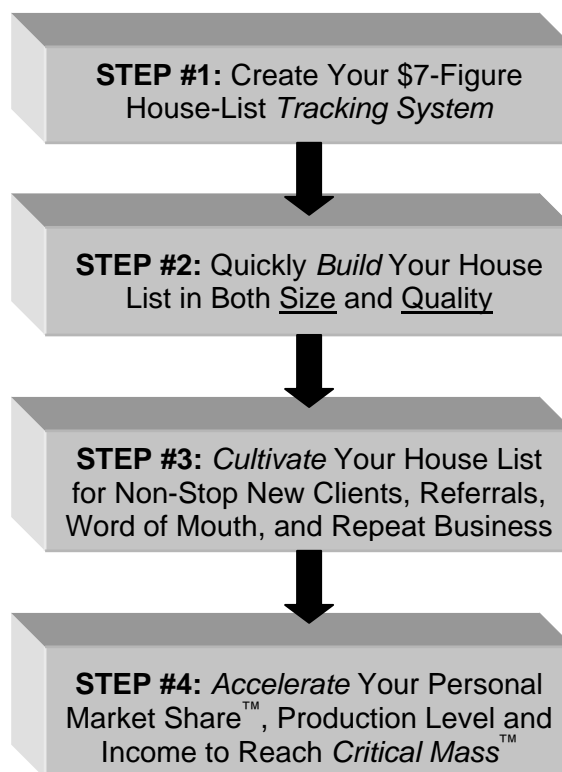 STEP #1: Create Your $7-Figure
House-List Tracking System
STEP #2: Quickly Build Your House
List in Both Size and Quality
STEP #3: Cultivate Your House List
for Non-Stop New Clients, Referrals,
Word of Mouth, and Repeat Business
STEP #4: Accelerate Your Personal
Market Share™, Production Level and
Income to Reach Critical Mass™